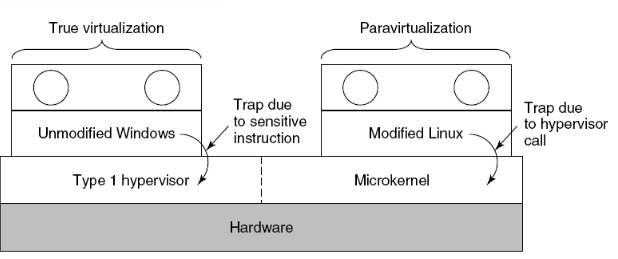 True virtualization
Paravirtualization
Unmodified Windows
Trap due
to sensitive
instruction
Modified Linux
Trap due
to hypervisor
call
Type 1 hypervisor
Microkernel
Hardware